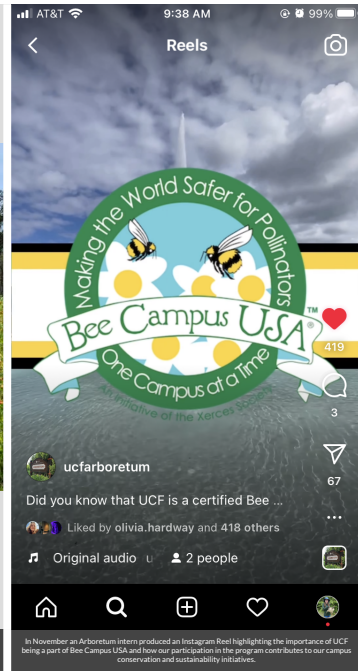 AT&T 9:38 AM 99%
Reels
Making the World Safer for Pollinators
Bee Campus USA®
TM
One Campus at a Time
An Initiative of the Xerces Society
419
3
67
ucfarboretum
Did you know that UCF is a certified Bee ...
Liked by olivia.hardway and 418 others
Original audio u 2 people
In November an Arboretum intern produced an Instagram Reel highlighting the importance of UCF
being a part of Bee Campus USA and how our participation in the program contributes to our campus
conservation and sustainability initiatives.